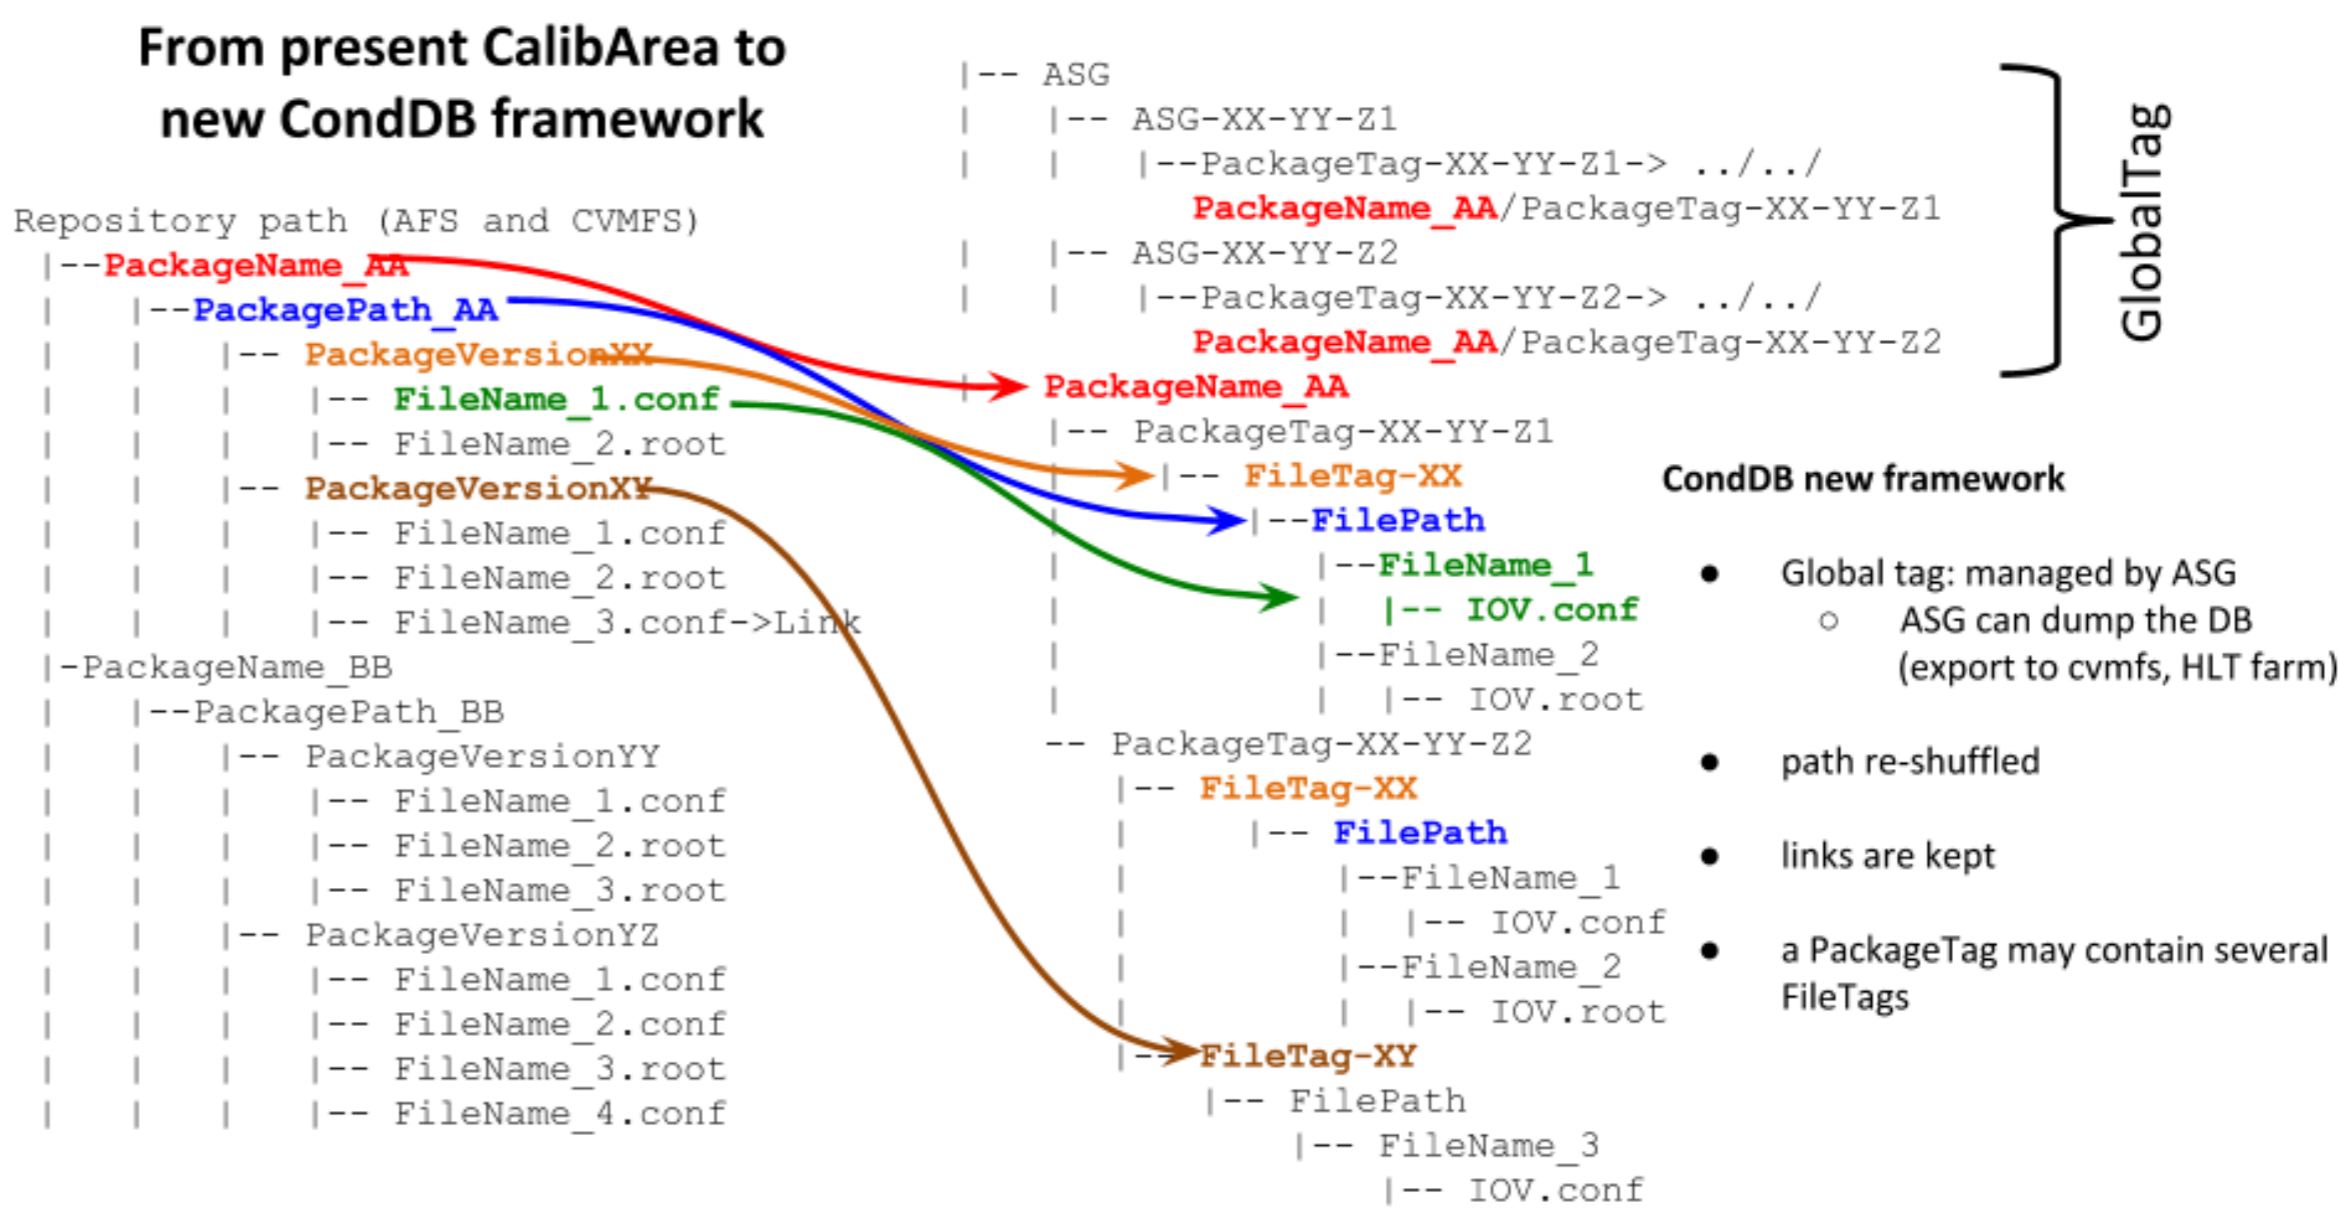 From present CalibArea to
new CondDB framework
Repository path (AFS and CVMFS)
|--PackageName_AA
|   |--PackagePath_AA
|   |   |-- PackageVersionXX
|   |   |   |-- FileName_1.conf
|   |   |   |-- FileName_2.root
|   |   |-- PackageVersionXY
|   |   |   |-- FileName_1.conf
|   |   |   |-- FileName_2.root
|   |   |   |-- FileName_3.conf->Link
|-PackageName_BB
|   |--PackagePath_BB
|   |   |-- PackageVersionYY
|   |   |   |-- FileName_1.conf
|   |   |   |-- FileName_2.root
|   |   |   |-- FileName_3.root
|   |   |-- PackageVersionYZ
|   |   |   |-- FileName_1.conf
|   |   |   |-- FileName_2.conf
|   |   |   |-- FileName_3.root
|   |   |   |-- FileName_4.conf
|-- ASG
|   |-- ASG-XX-YY-Z1
|   |   |--PackageTag-XX-YY-Z1-> ../../
PackageName_AA/PackageTag-XX-YY-Z1
|   |-- ASG-XX-YY-Z2
|   |   |--PackageTag-XX-YY-Z2-> ../../
PackageName_AA/PackageTag-XX-YY-Z2
| PackageName_AA
|-- PackageTag-XX-YY-Z1
|   |-- FileTag-XX
|   |--FilePath
|   |--FileName_1
|   |   |-- IOV.conf
|   |--FileName_2
|   |   |-- IOV.root
-- PackageTag-XX-YY-Z2
|-- FileTag-XX
|   |-- FilePath
|   |--FileName_1
|   |   |-- IOV.conf
|   |--FileName_2
|   |   |-- IOV.root
|--FileTag-XY
|-- FilePath
|-- FileName_3
|-- IOV.conf
GlobalTag
CondDB new framework
● Global tag: managed by ASG
○ ASG can dump the DB
(export to cvmfs, HLT farm)
● path re-shuffled
● links are kept
● a PackageTag may contain several
FileTags